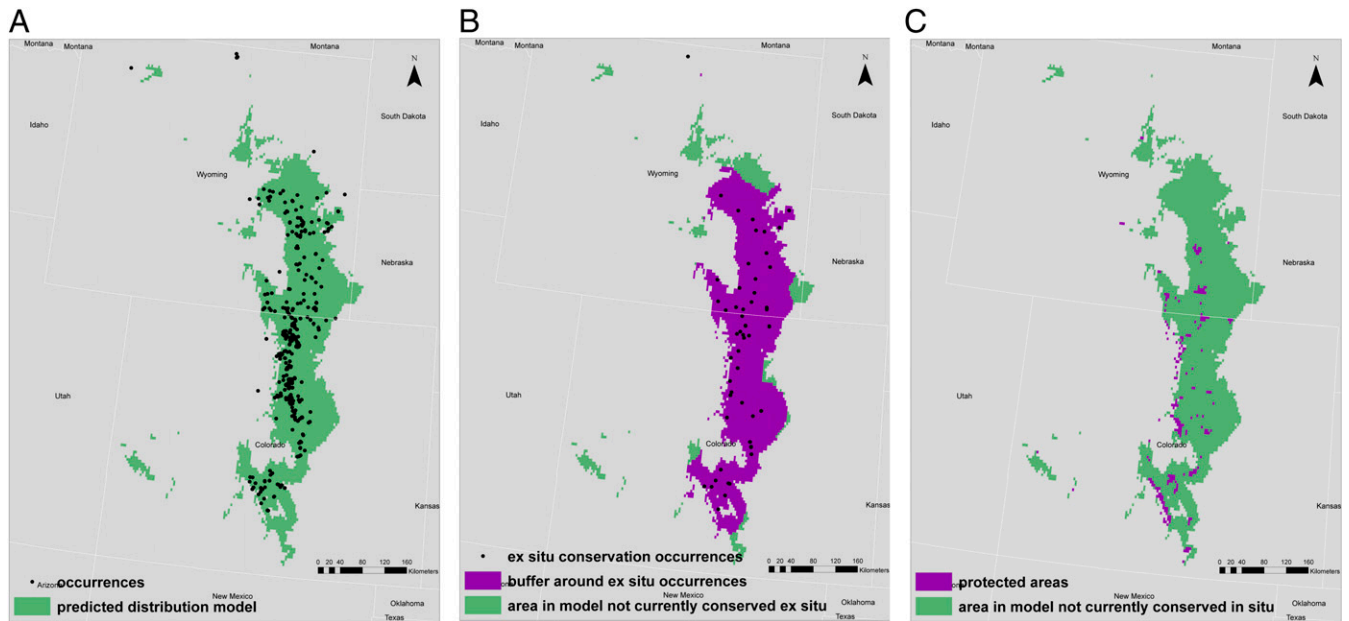 A
Montana
Montana
Montana
N
South Dakota
Idaho
Wyoming
Nebraska
Utah
Colorado
Kansas
0 20 40 80 120 160
Kilometers
Arizona
occurrences
predicted distribution model
New Mexico
Oklahoma
Texas
B
Montana
Montana
Montana
N
South Dakota
Idaho
Wyoming
Nebraska
Utah
Colorado
Kansas
ex situ conservation occurrences
0 20 40 80 120 160
Kilometers
buffer around ex situ occurrences
area in model not currently conserved ex situ
New Mexico
Oklahoma
Texas
C
Montana
Montana
Montana
N
South Dakota
Idaho
Wyoming
Nebraska
Utah
Colorado
Kansas
0 20 40 80 120 160
Kilometers
protected areas
area in model not currently conserved in situ
New Mexico
Oklahoma
Texas